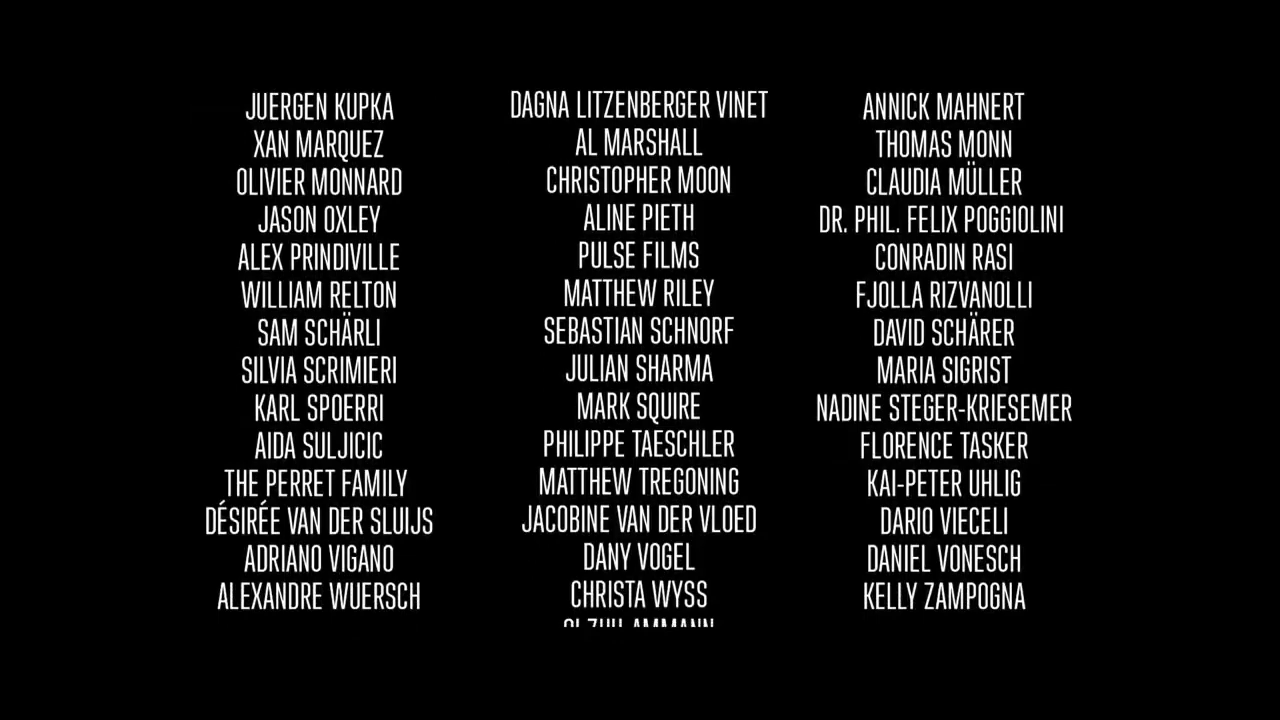 JUERGEN KUPKA
XAN MARQUEZ
OLIVIER MONNARD
JASON OXLEY
ALEX PRINDIVILLE
WILLIAM RELTON
SAM SCHÄRLI
SILVIA SCRIMIERI
KARL SPOERRI
AIDA SULJICIC
THE PERRET FAMILY
DÉSIRÉE VAN DER SLUIJS
ADRIANO VIGANO
ALEXANDRE WUERSCH
DAGNA LITZENBERGER VINET
AL MARSHALL
CHRISTOPHER MOON
ALINE PIETH
PULSE FILMS
MATTHEW RILEY
SEBASTIAN SCHNORF
JULIAN SHARMA
MARK SQUIRE
PHILIPPE TAESCHLER
MATTHEW TREGONING
JACOBINE VAN DER VLOED
DANY VOGEL
CHRISTA WYSS
AMMANN
ANNICK MAHNERT
THOMAS MONN
CLAUDIA MÜLLER
DR. PHIL. FELIX POGGIOLINI
CONRADIN RASI
FJOLLA RIZVANOLLI
DAVID SCHÄRER
MARIA SIGRIST
NADINE STEGER-KRIESEMER
FLORENCE TASKER
KAI-PETER UHLIG
DARIO VIECELI
DANIEL VONESCH
KELLY ZAMPOGNA